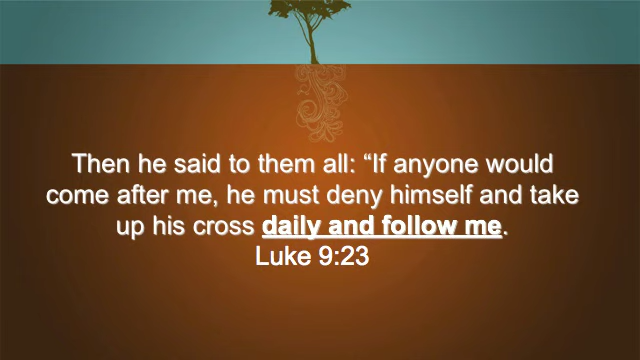 Then he said to them all: “If anyone would
come after me, he must deny himself and take
up his cross daily and follow me.
Luke 9:23